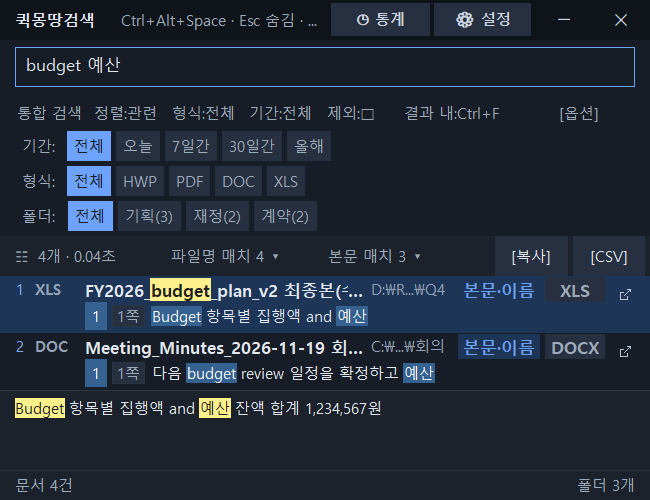 퀵몽땅검색 Ctrl+Alt+Space · Esc 숨김 · ... 통계 설정
budget 예산
통합 검색 정렬:관련 형식:전체 기간:전체 제외:□ 결과 내:Ctrl+F [옵션]
기간: 전체 오늘 7일간 30일간 올해
형식: 전체 HWP PDF DOC XLS
폴더: 전체 기획(3) 재정(2) 계약(2)
4개 · 0.04초 파일명 매치 4 ▾ 본문 매치 3 ▾ [복사] [CSV]
1 XLS FY2026_budget_plan_v2 최종본(... D:₩R...₩Q4 본문·이름 XLS
1 1쪽 Budget 항목별 집행액 and 예산
2 DOC Meeting_Minutes_2026-11-19 회... C:₩...₩회의 본문·이름 DOCX
1 1쪽 다음 budget review 일정을 확정하고 예산
Budget 항목별 집행액 and 예산 잔액 합계 1,234,567원
문서 4건 폴더 3개